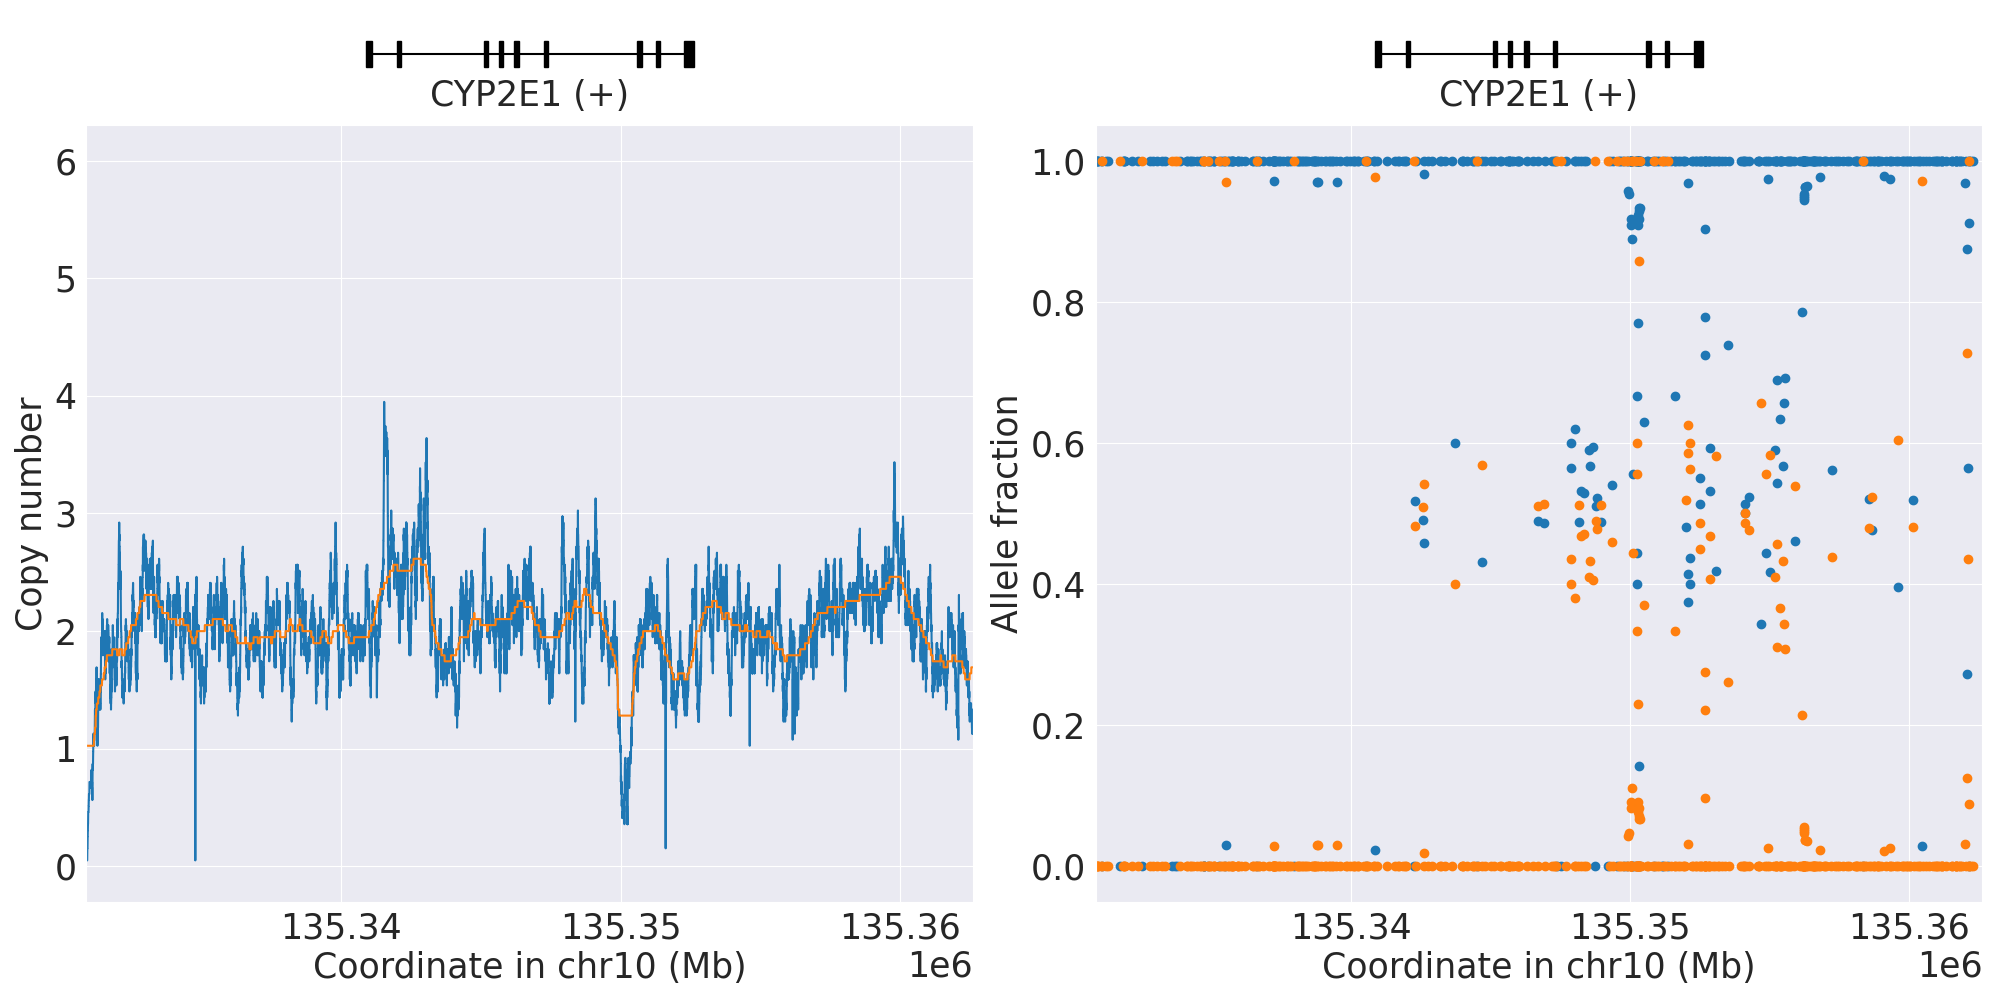 CYP2E1 (+)
6
5
4
3
2
1
0
Copy number
135.34 135.35 135.36
Coordinate in chr10 (Mb)
1e6
CYP2E1 (+)
1.0
0.8
0.6
0.4
0.2
0.0
Allele fraction
135.34 135.35 135.36
Coordinate in chr10 (Mb)
1e6